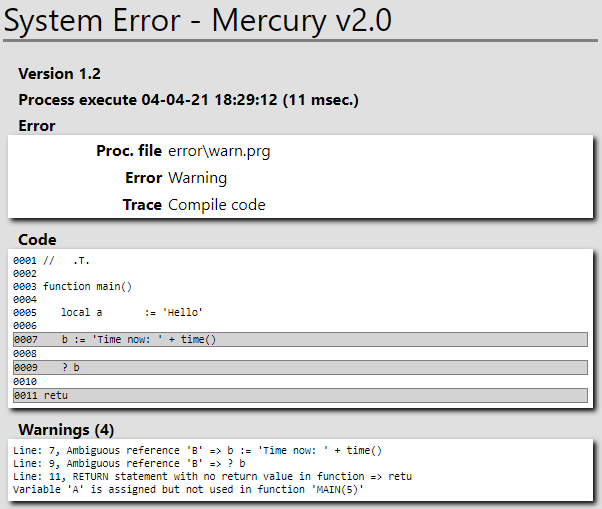 System Error - Mercury v2.0
Version 1.2
Process execute 04-04-21 18:29:12 (11 msec.)
Error
Proc. file error\warn.prg
Error Warning
Trace Compile code
Code
0001 //   .T.
0002
0003 function main()
0004
0005    local a       := 'Hello'
0006
0007    b := 'Time now: ' + time()
0008
0009    ? b
0010
0011 retu
Warnings (4)
Line: 7, Ambiguous reference 'B' => b := 'Time now: ' + time()
Line: 9, Ambiguous reference 'B' => ? b
Line: 11, RETURN statement with no return value in function => retu
Variable 'A' is assigned but not used in function 'MAIN(5)'